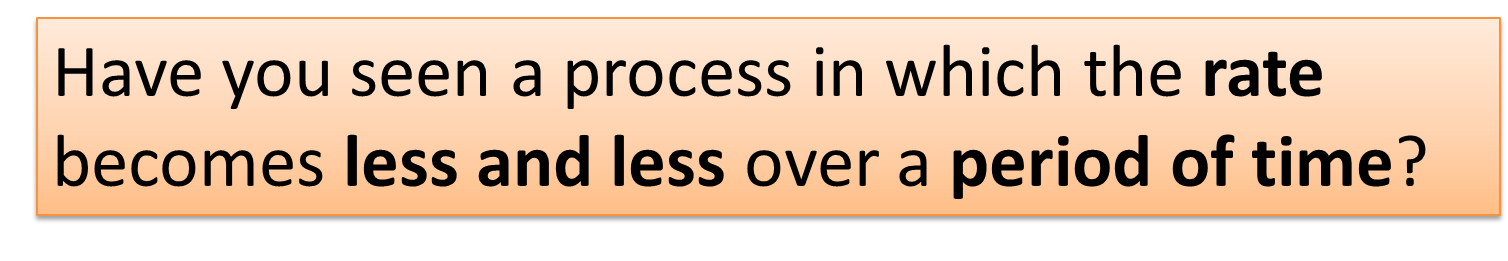 Have you seen a process in which the rate
becomes less and less over a period of time?